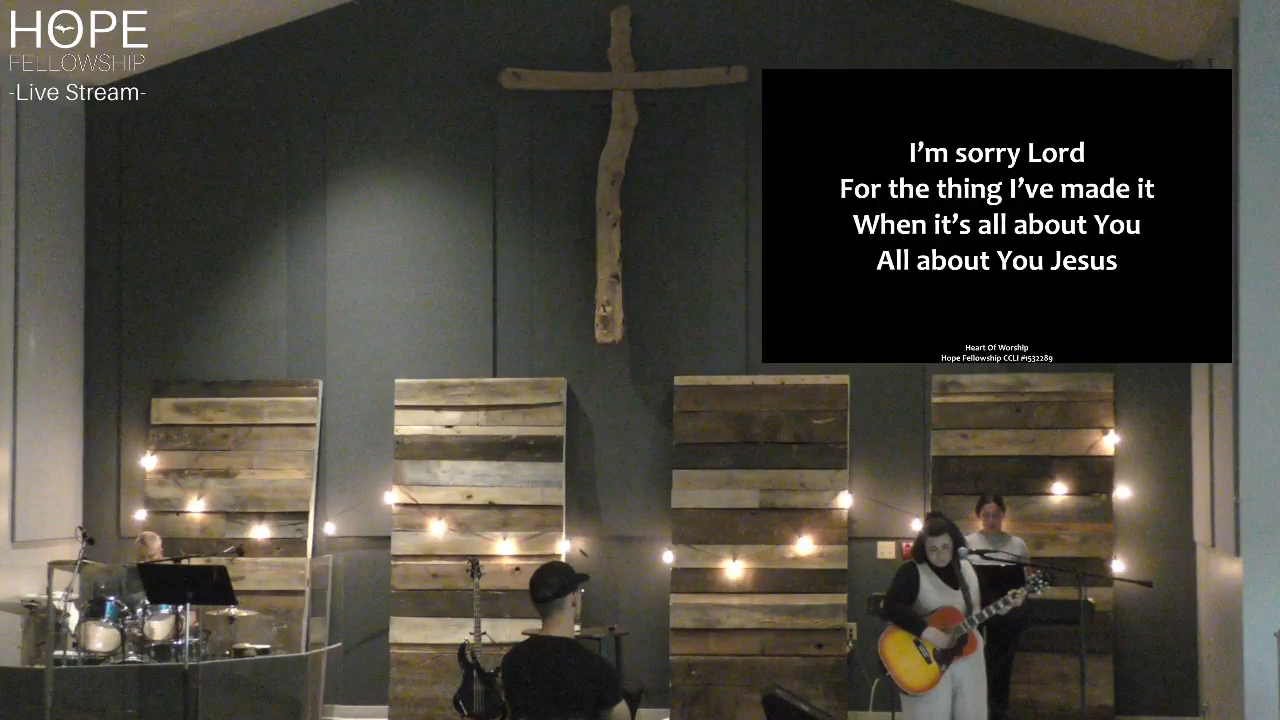 HOPE
FELLOWSHIP
-Live Stream-
I'm sorry Lord
For the thing I've made it
When it's all about You
All about You Jesus
Heart Of Worship
Hope Fellowship CCLI #1532289